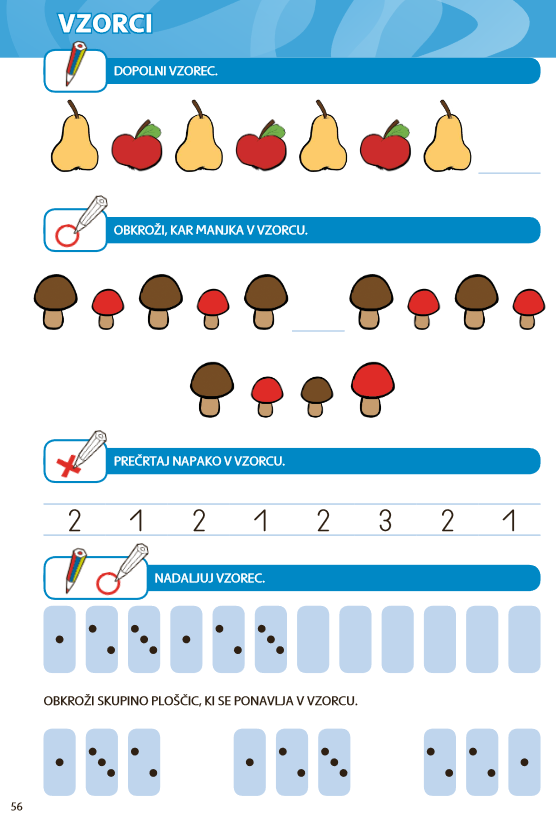 VZORCI
DOPOLNI VZOREC.
OBKROŽI, KAR MANJKA V VZORCU.
PREČRTAJ NAPAKO V VZORCU.
2 1 2 1 2 3 2 1
NADALJUJ VZOREC.
OBKROŽI SKUPINO PLOŠČIC, KI SE PONAVLJA V VZORCU.
56